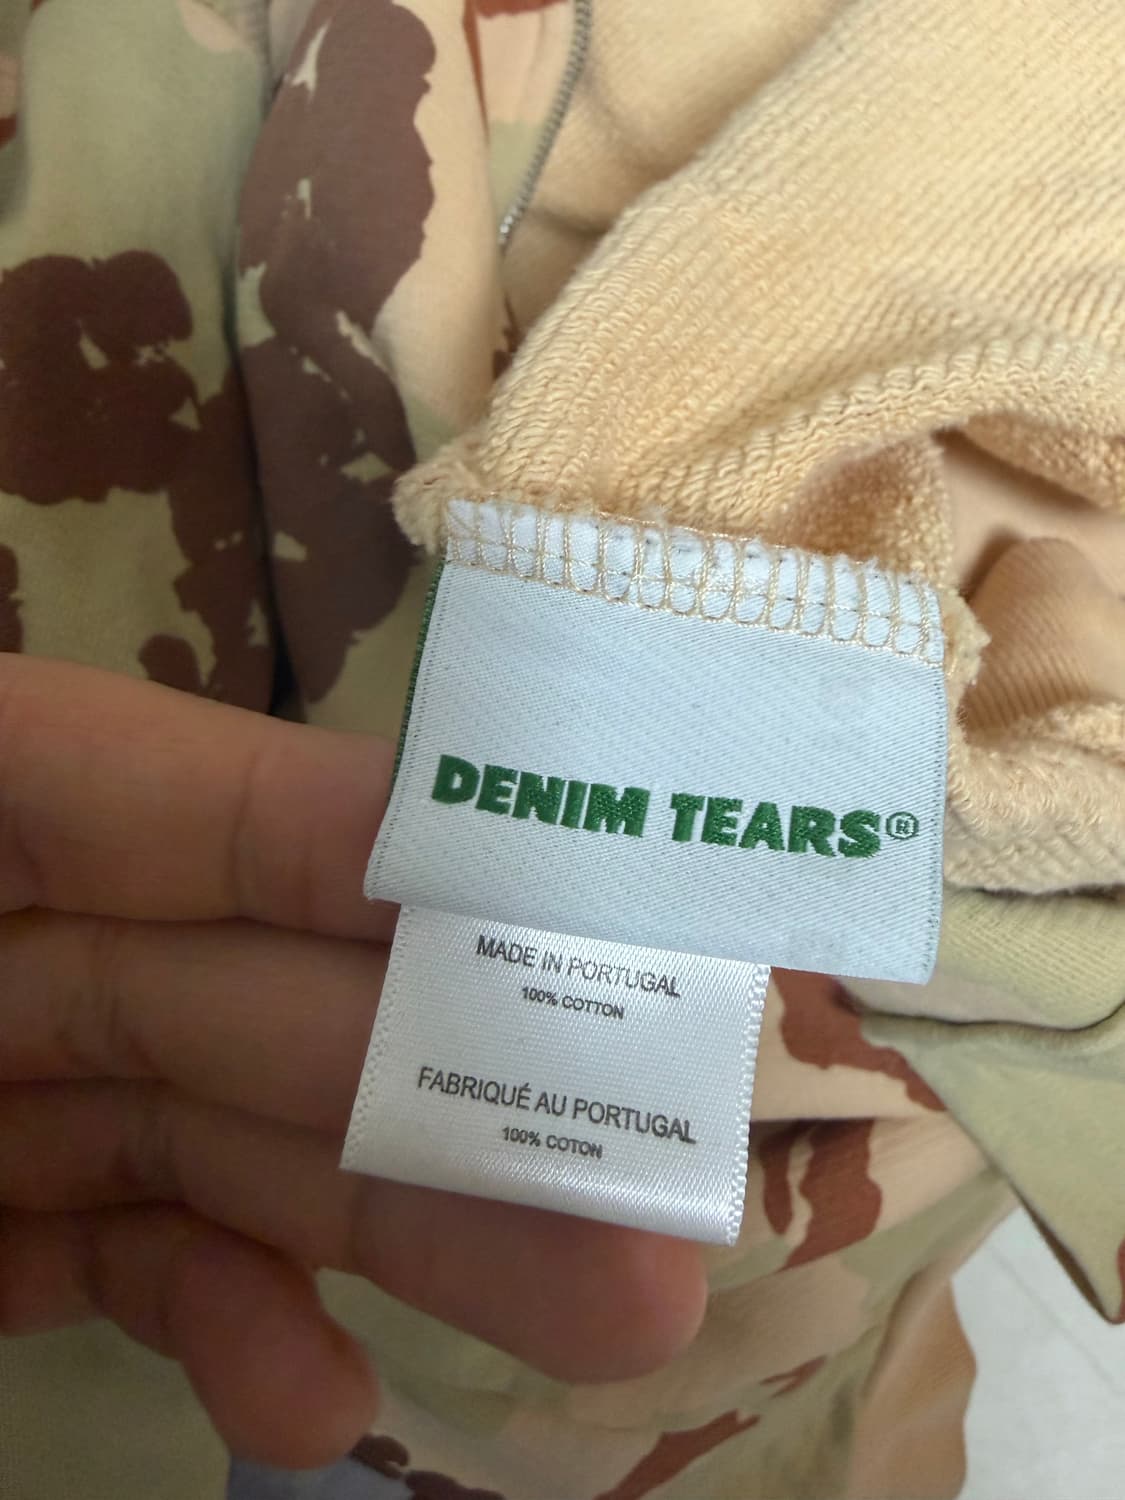 DENIM TEARS®
MADE IN PORTUGAL
100% COTTON
FABRIQUÉ AU PORTUGAL
100% COTON